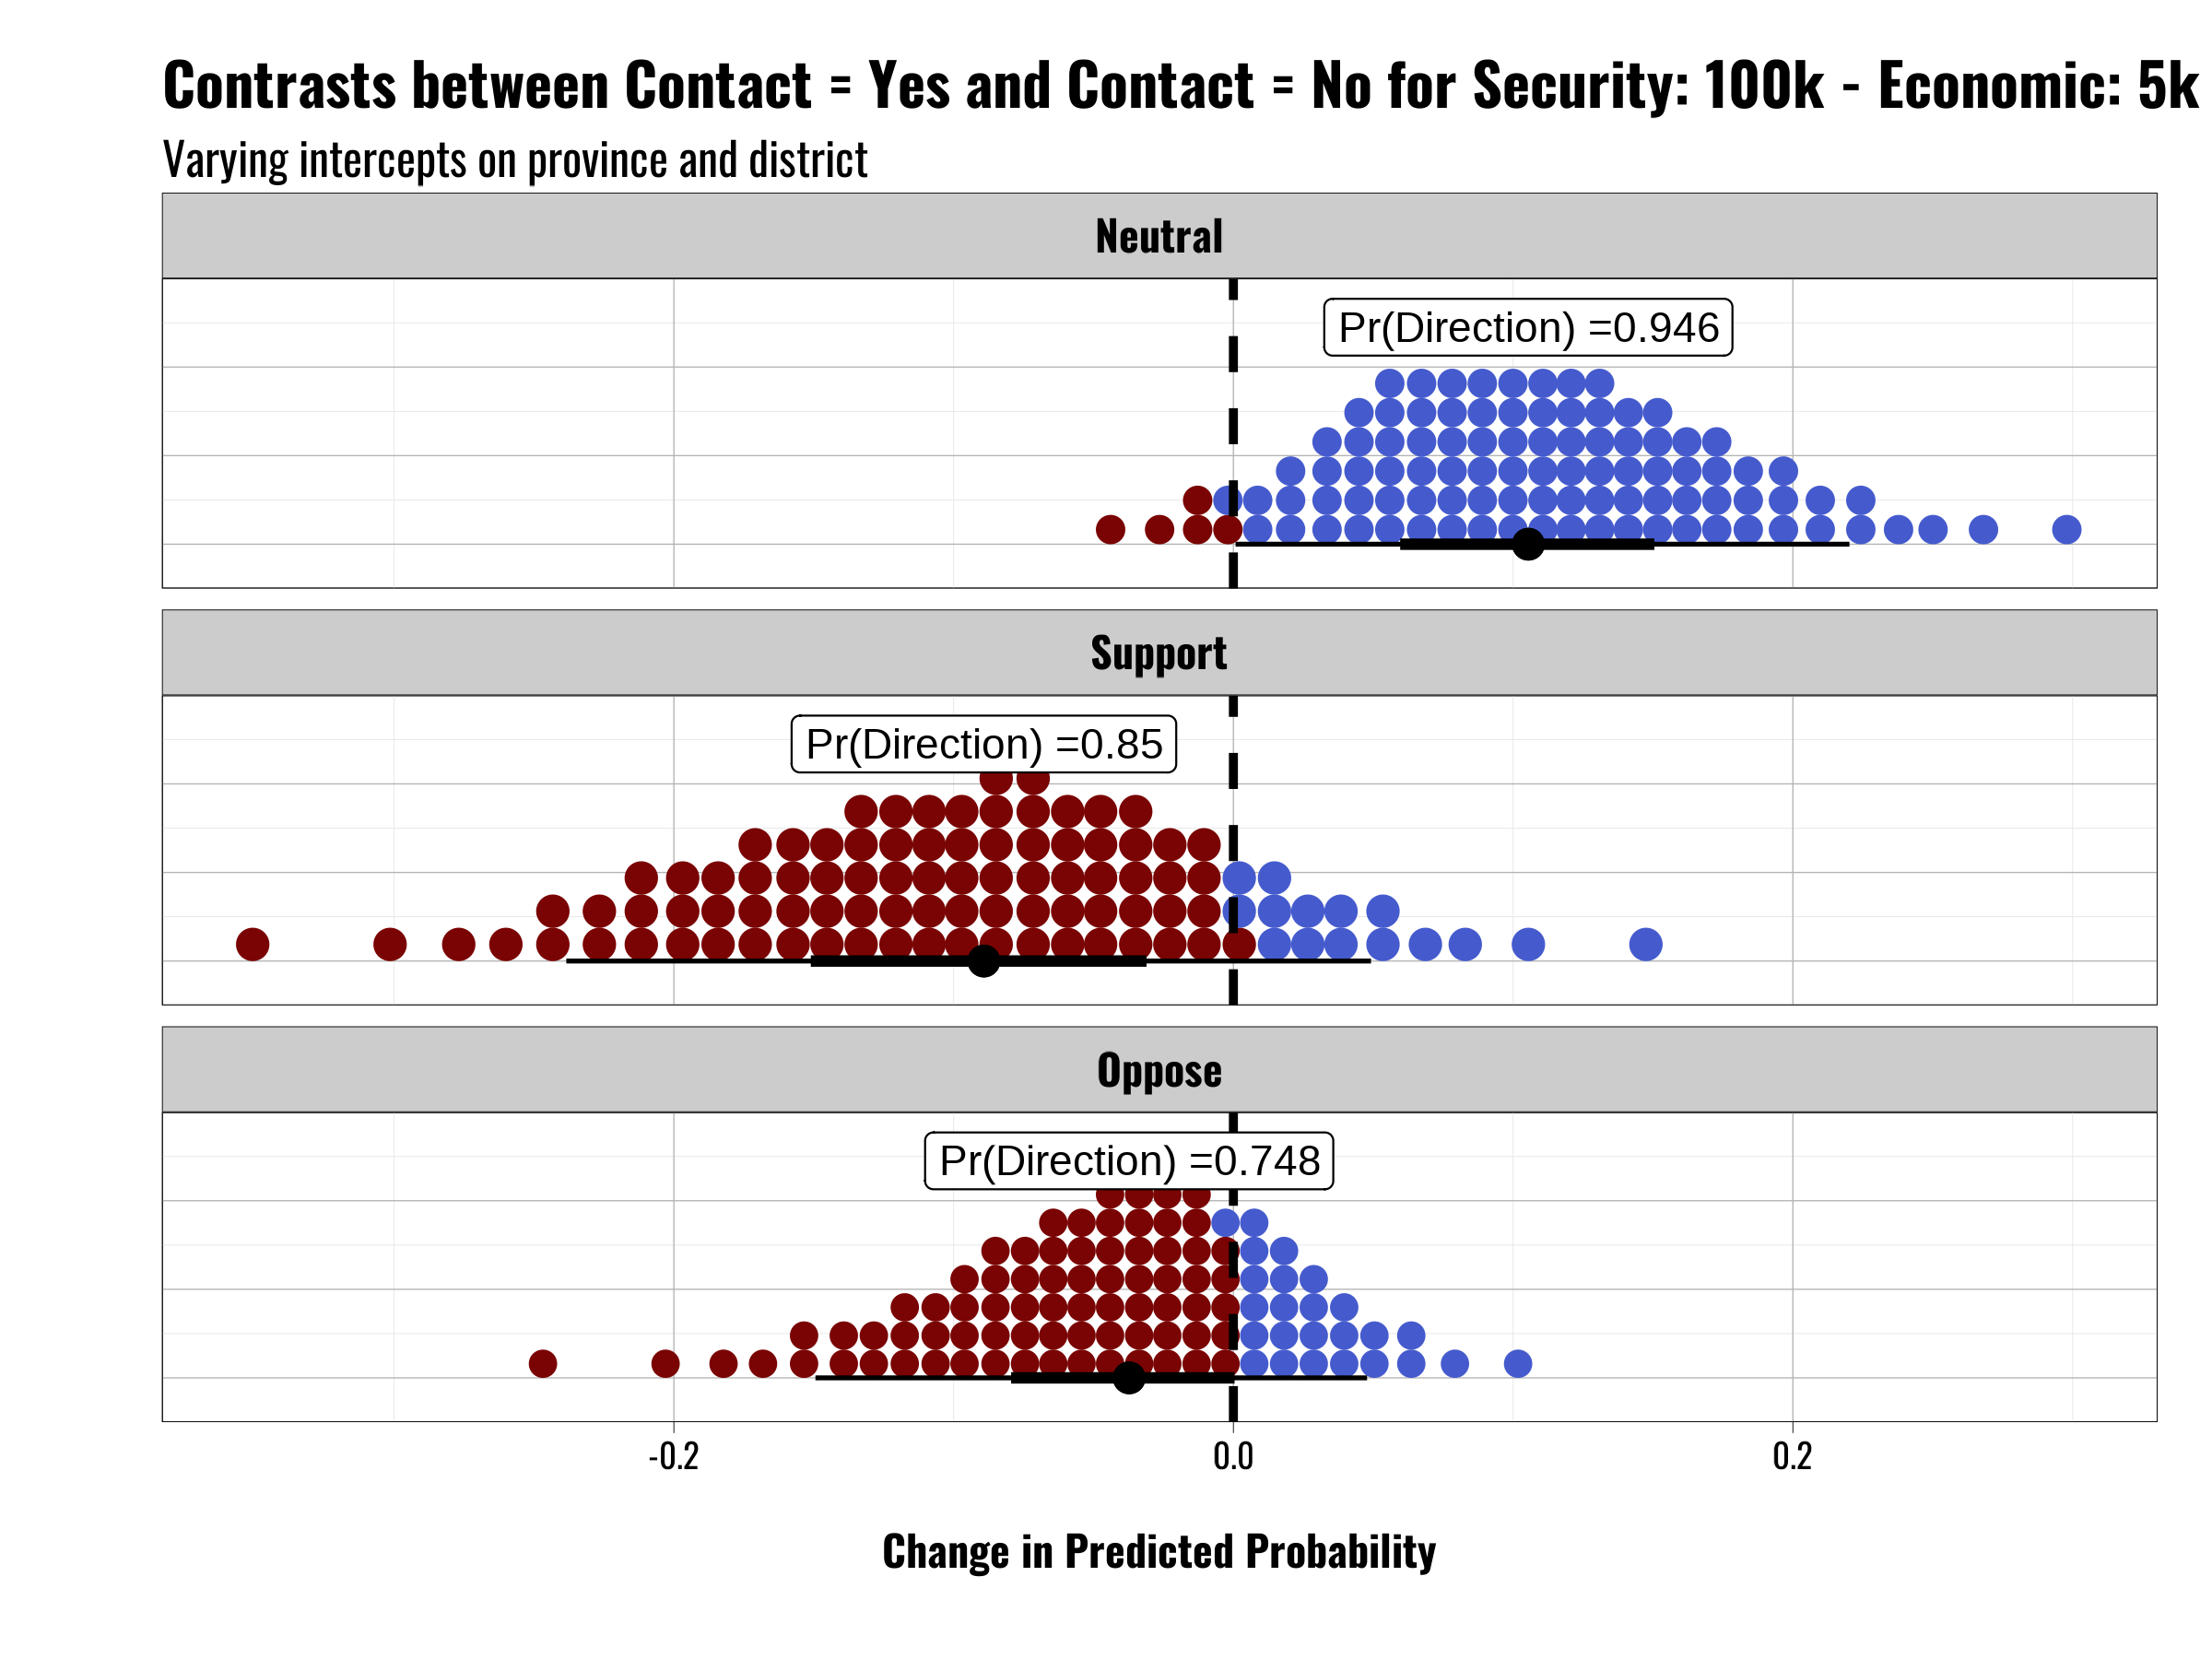 Contrasts between Contact = Yes and Contact = No for Security: 100k - Economic: 5k
Varying intercepts on province and district
Neutral
Pr(Direction) =0.946
Support
Pr(Direction) =0.85
Oppose
Pr(Direction) =0.748
-0.2 0.0 0.2
Change in Predicted Probability